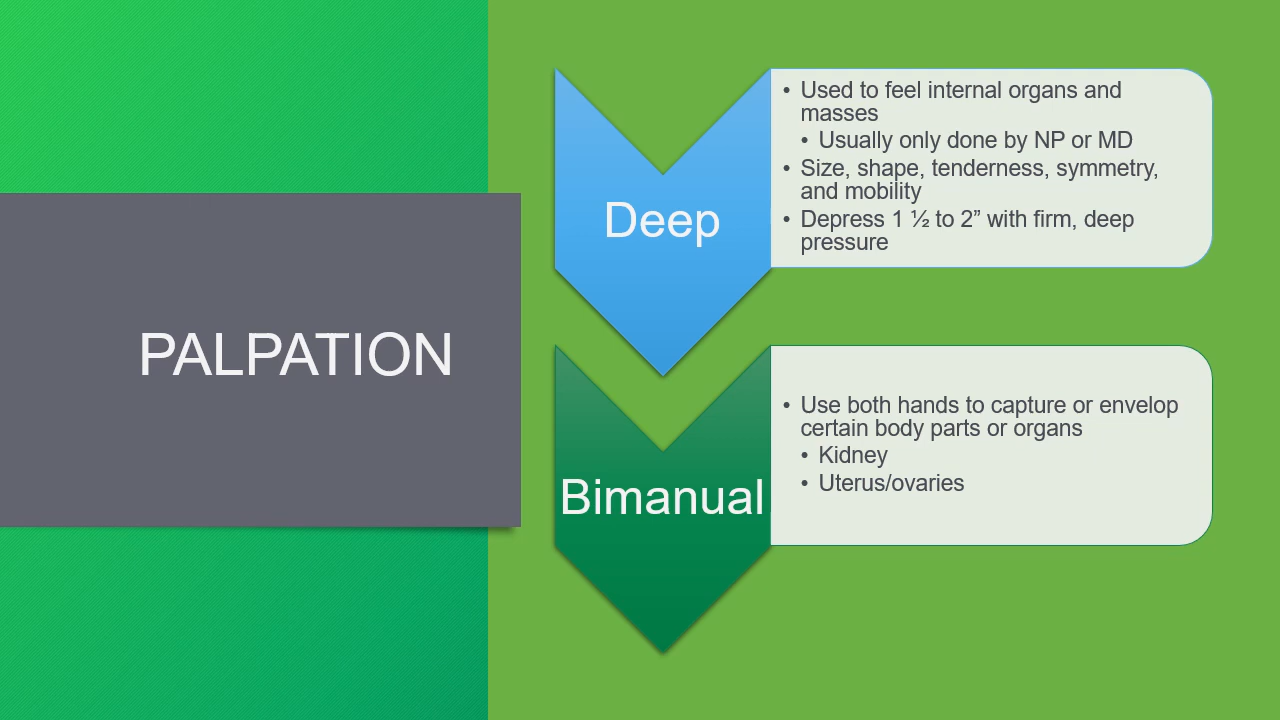 PALPATION
Deep
• Used to feel internal organs and
masses
• Usually only done by NP or MD
• Size, shape, tenderness, symmetry,
and mobility
• Depress 1 ½ to 2” with firm, deep
pressure
Bimanual
• Use both hands to capture or envelop
certain body parts or organs
• Kidney
• Uterus/ovaries